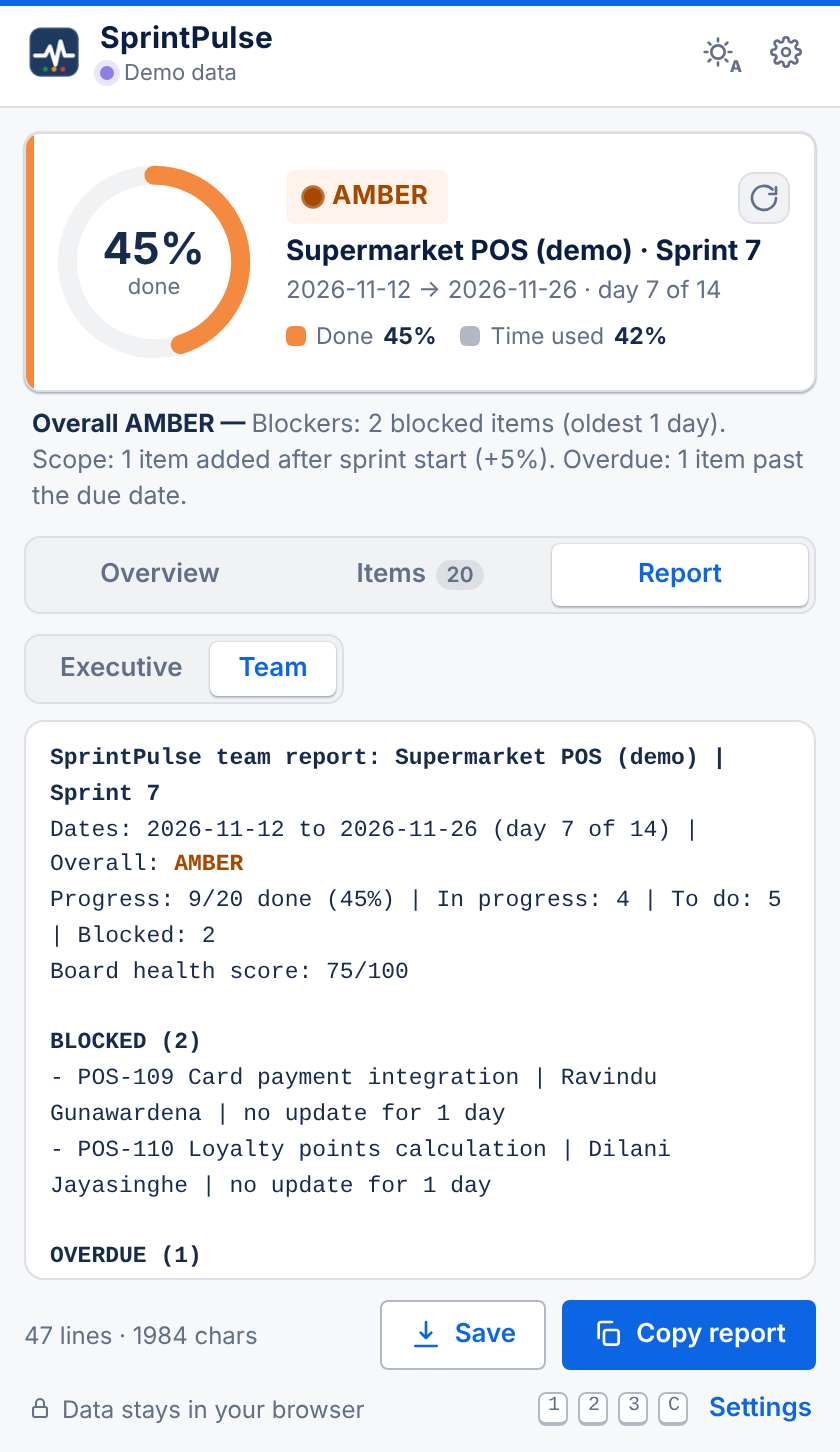 SprintPulse
Demo data
A
45%
done
AMBER
Supermarket POS (demo) · Sprint 7
2026-11-12 → 2026-11-26 · day 7 of 14
Done 45% Time used 42%
Overall AMBER — Blockers: 2 blocked items (oldest 1 day).
Scope: 1 item added after sprint start (+5%). Overdue: 1 item past
the due date.
Overview Items 20 Report
Executive Team
SprintPulse team report: Supermarket POS (demo) |
Sprint 7
Dates: 2026-11-12 to 2026-11-26 (day 7 of 14) |
Overall: AMBER
Progress: 9/20 done (45%) | In progress: 4 | To do: 5
| Blocked: 2
Board health score: 75/100
BLOCKED (2)
- POS-109 Card payment integration | Ravindu
Gunawardena | no update for 1 day
- POS-110 Loyalty points calculation | Dilani
Jayasinghe | no update for 1 day
OVERDUE (1)
47 lines · 1984 chars Save Copy report
Data stays in your browser 1 2 3 C Settings